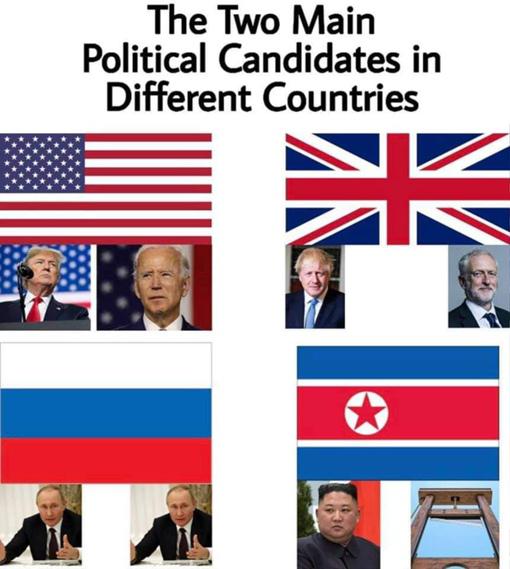 The Two Main
Political Candidates in
Different Countries